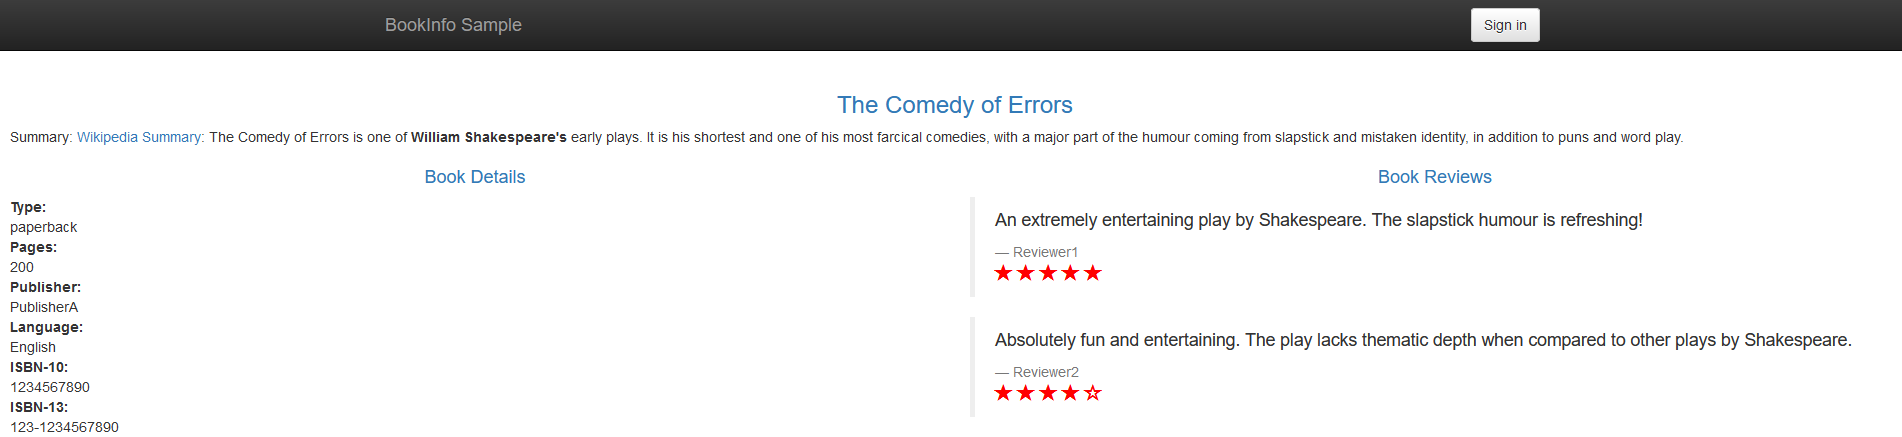 BookInfo Sample
Sign in
The Comedy of Errors
Summary: Wikipedia Summary: The Comedy of Errors is one of William Shakespeare's early plays. It is his shortest and one of his most farcical comedies, with a major part of the humour coming from slapstick and mistaken identity, in addition to puns and word play.
Book Details
Type:
paperback
Pages:
200
Publisher:
PublisherA
Language:
English
ISBN-10:
1234567890
ISBN-13:
123-1234567890
Book Reviews
An extremely entertaining play by Shakespeare. The slapstick humour is refreshing!
— Reviewer1
★★★★★
Absolutely fun and entertaining. The play lacks thematic depth when compared to other plays by Shakespeare.
— Reviewer2
★★★★☆